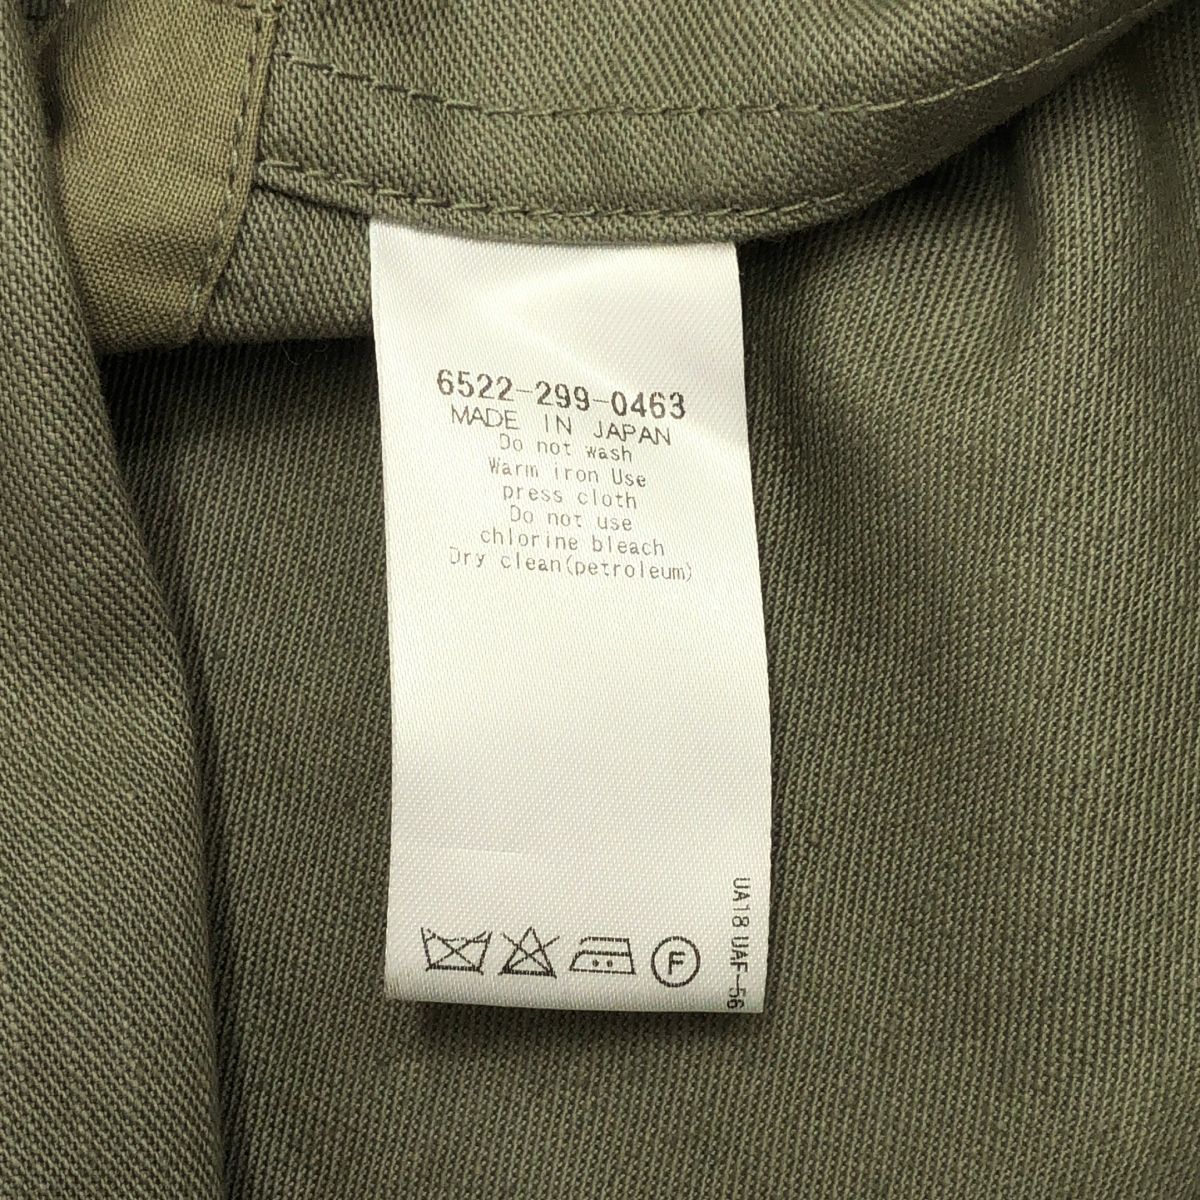 6522-299-0463
MADE IN JAPAN
Do not wash
Warm iron Use
press cloth
Do not use
chlorine bleach
Dry clean(petroleum)
F
UA18 UAF-56